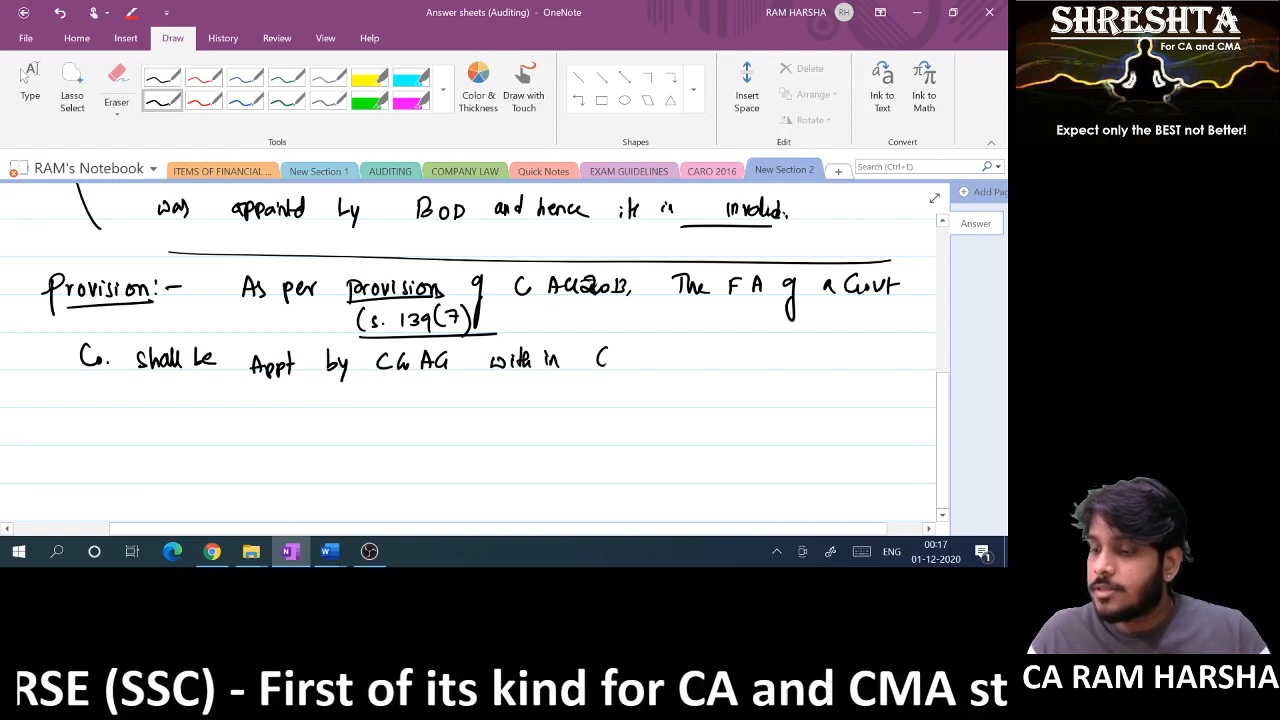 Answer sheets (Auditing) - OneNote
RAM HARSHA
RH
File
Home
Insert
Draw
History
Review
View
Help
Type
Lasso Select
Eraser
Color & Thickness
Draw with Touch
Insert Space
Delete
Arrange
Rotate
Ink to Text
Ink to Math
Tools
Shapes
Edit
Convert
RAM's Notebook
ITEMS OF FINANCIAL ...
New Section 1
AUDITING
COMPANY LAW
Quick Notes
EXAM GUIDELINES
CARO 2016
New Section 2
Search (Ctrl+E)
Add Pag
Answer
was appointed by BOD and hence it is invalid.
Provision:- As per provision of C Act 2013, The FA of a Govt
(s. 139(7)
Co. shall be Appt by C&AG with in
ENG
00:17
01-12-2020
1
SHRESHTA
For CA and CMA
Expect only the BEST not Better!
RSE (SSC) - First of its kind for CA and CMA st
CA RAM HARSHA